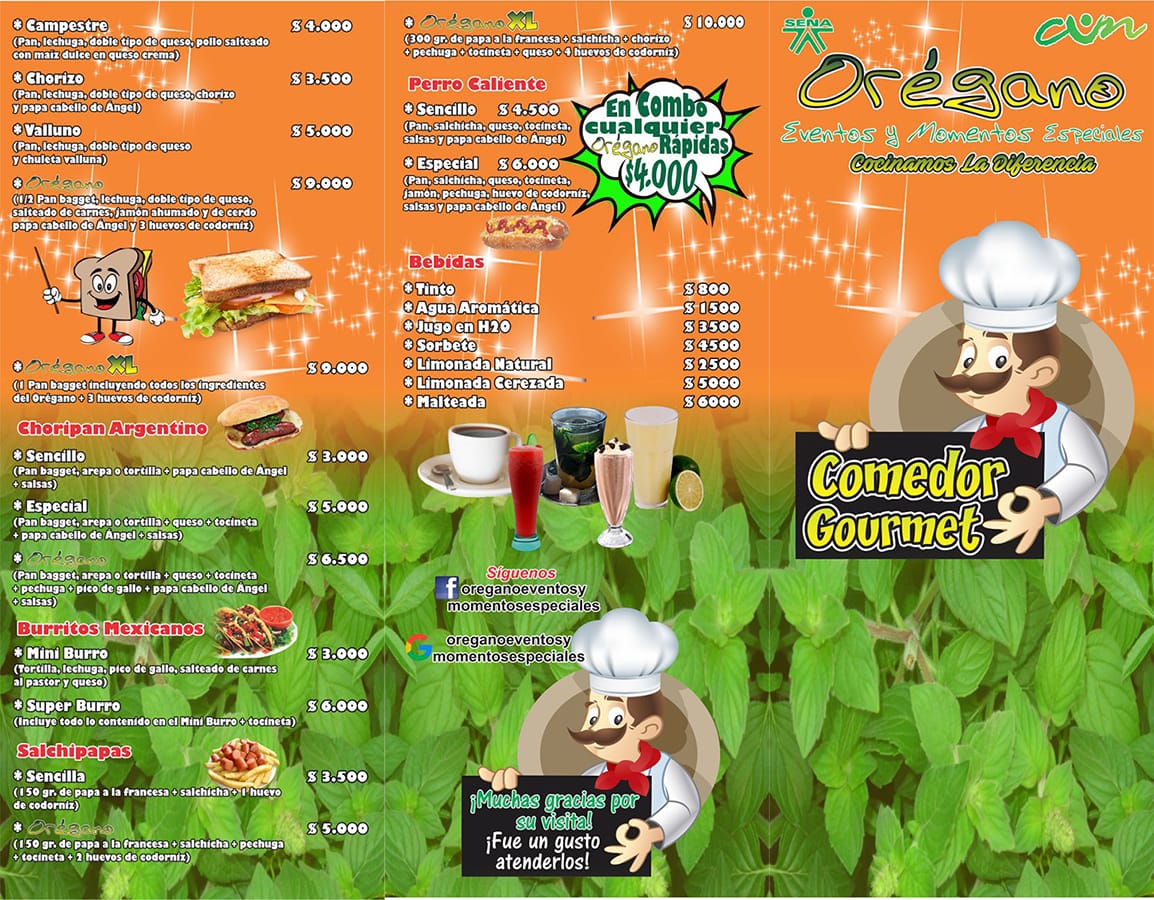 * Campestre $ 4.000
(Pan, lechuga, doble tipo de queso, pollo salteado
con maíz dulce en queso crema)
* Chorizo $ 3.500
(Pan, lechuga, doble tipo de queso, chorizo
y papa cabello de Ángel)
* Valluno $ 5.000
(Pan, lechuga, doble tipo de queso
y chuleta valluna)
* Orégano $ 9.000
(1/2 Pan bagget, lechuga, doble tipo de queso,
salteado de carnes, jamón ahumado y de cerdo
papa cabello de Ángel y 3 huevos de codorníz)
* Orégano XL $ 9.000
(1 Pan bagget incluyendo todos los ingredientes
del Orégano + 3 huevos de codorníz)
Choripan Argentino
* Sencillo $ 3.000
(Pan bagget, arepa o tortilla + papa cabello de Ángel
+ salsas)
* Especial $ 5.000
(Pan bagget, arepa o tortilla + queso + tocineta
+ papa cabello de Ángel + salsas)
* Orégano $ 6.500
(Pan bagget, arepa o tortilla + queso + tocineta
+ pechuga + pico de gallo + papa cabello de Ángel
+ salsas)
Burritos Mexicanos
* Mini Burro $ 3.000
(Tortilla, lechuga, pico de gallo, salteado de carnes
al pastor y queso)
* Super Burro $ 6.000
(Incluye todo lo contenido en el Mini Burro + tocineta)
Salchipapas
* Sencilla $ 3.500
(150 gr. de papa a la francesa + salchicha + 1 huevo
de codorníz)
* Orégano $ 5.000
(150 gr. de papa a la francesa + salchicha + pechuga
+ tocineta + 2 huevos de codorníz)
* Orégano XL $ 10.000
(300 gr. de papa a la francesa + salchicha + chorizo
+ pechuga + tocineta + queso + 4 huevos de codorníz)
Perro Caliente
* Sencillo $ 4.500
(Pan, salchicha, queso, tocineta,
salsas y papa cabello de Ángel)
* Especial $ 6.000
(Pan, salchicha, queso, tocineta,
jamón, pechuga, huevo de codorníz,
salsas y papa cabello de Ángel)
En Combo
cualquier
Orégano Rápidas
$4.000
Bebidas
* Tinto $ 800
* Agua Aromática $ 1500
* Jugo en H2O $ 3500
* Sorbete $ 4500
* Limonada Natural $ 2500
* Limonada Cerezada $ 5000
* Malteada $ 6000
Síguenos
f oreganoeventosy
momentosespeciales
G oreganoeventosy
momentosespeciales
¡Muchas gracias por
su visita!
¡Fue un gusto
atenderlos!
SENA
Orégano
Eventos y Momentos Especiales
Cocinamos La Diferencia
Comedor
Gourmet